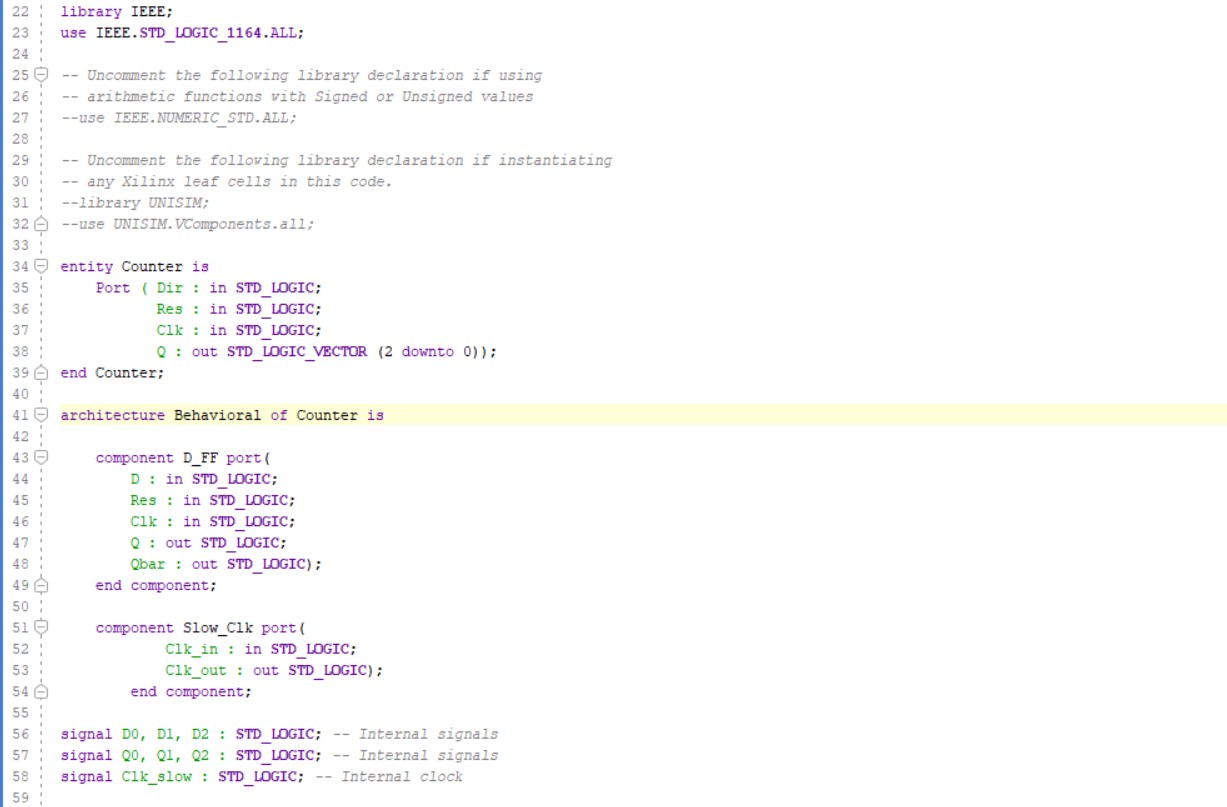 22 library IEEE;
23 use IEEE.STD_LOGIC_1164.ALL;
24
25 -- Uncomment the following library declaration if using
26 -- arithmetic functions with Signed or Unsigned values
27 --use IEEE.NUMERIC_STD.ALL;
28
29 -- Uncomment the following library declaration if instantiating
30 -- any Xilinx leaf cells in this code.
31 --library UNISIM;
32 --use UNISIM.VComponents.all;
33
34 entity Counter is
35     Port ( Dir : in STD_LOGIC;
36            Res : in STD_LOGIC;
37            Clk : in STD_LOGIC;
38            Q : out STD_LOGIC_VECTOR (2 downto 0));
39 end Counter;
40
41 architecture Behavioral of Counter is
42
43     component D_FF port(
44         D : in STD_LOGIC;
45         Res : in STD_LOGIC;
46         Clk : in STD_LOGIC;
47         Q : out STD_LOGIC;
48         Qbar : out STD_LOGIC);
49     end component;
50
51     component Slow_Clk port(
52             Clk_in : in STD_LOGIC;
53             Clk_out : out STD_LOGIC);
54         end component;
55
56 signal D0, D1, D2 : STD_LOGIC; -- Internal signals
57 signal Q0, Q1, Q2 : STD_LOGIC; -- Internal signals
58 signal Clk_slow : STD_LOGIC; -- Internal clock
59